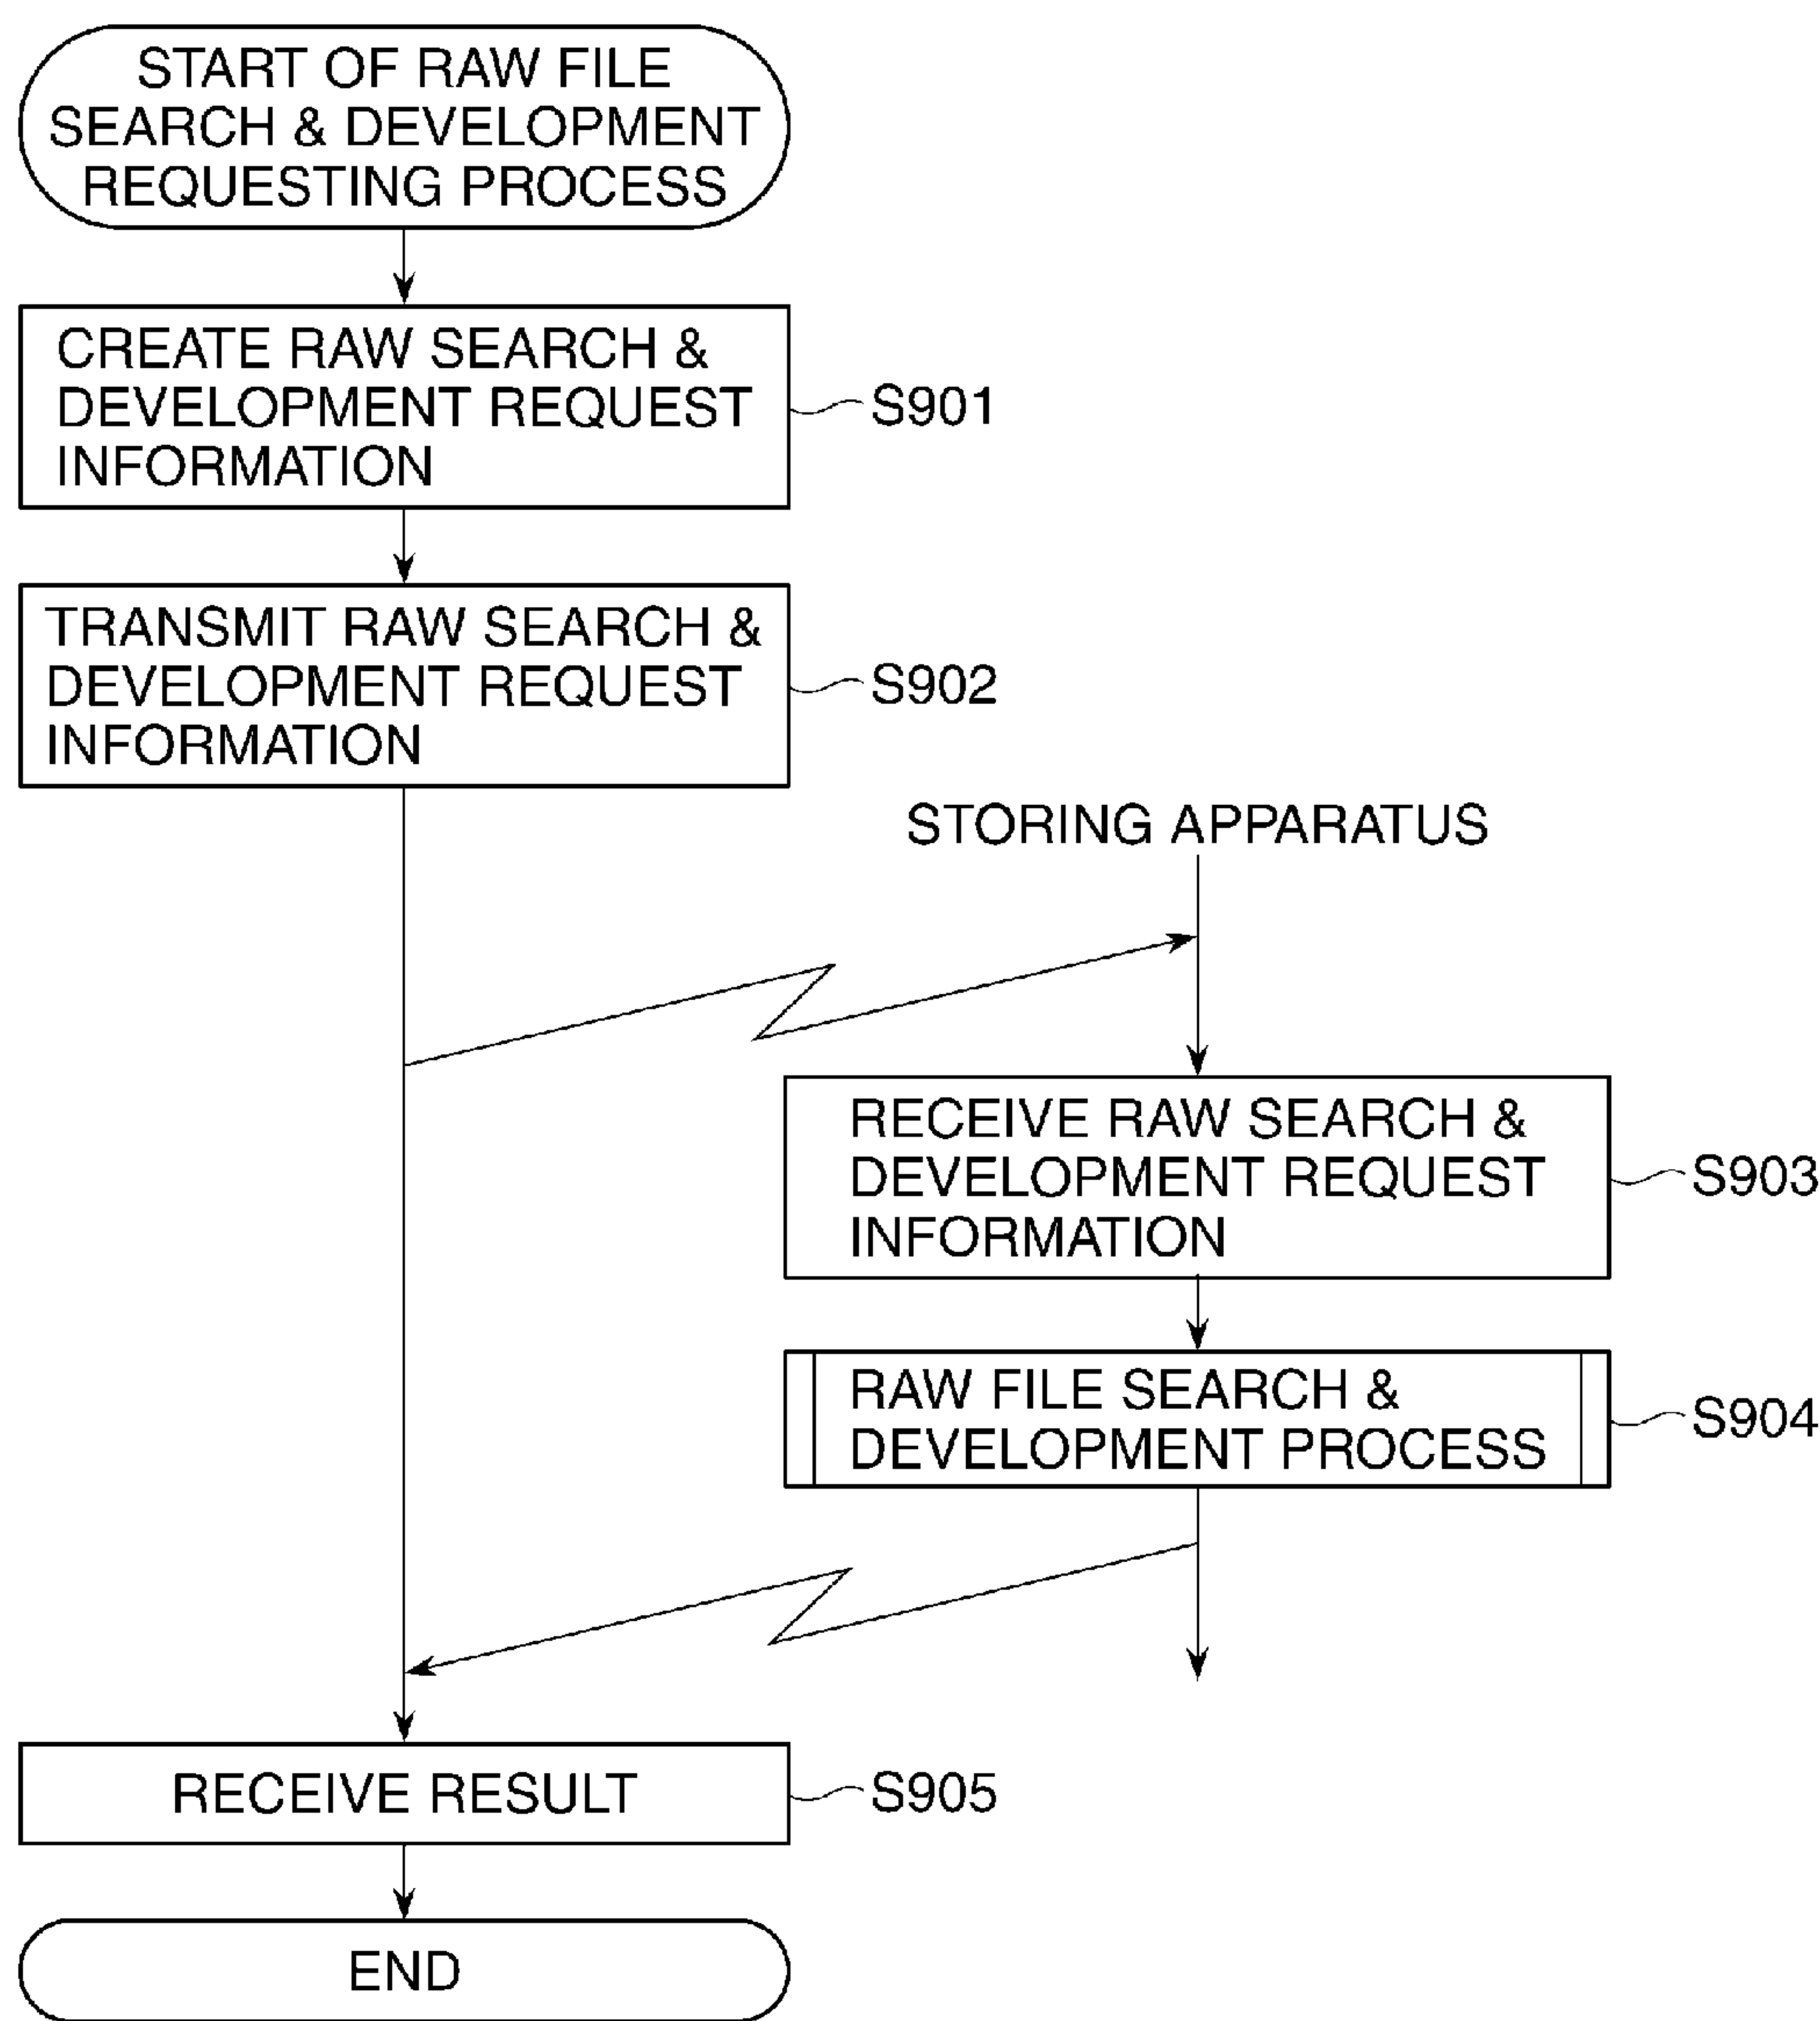 START OF RAW FILE
SEARCH & DEVELOPMENT
REQUESTING PROCESS
CREATE RAW SEARCH &
DEVELOPMENT REQUEST
INFORMATION
S901
TRANSMIT RAW SEARCH &
DEVELOPMENT REQUEST
INFORMATION
S902
STORING APPARATUS
RECEIVE RAW SEARCH &
DEVELOPMENT REQUEST
INFORMATION
S903
RAW FILE SEARCH &
DEVELOPMENT PROCESS
S904
RECEIVE RESULT
S905
END